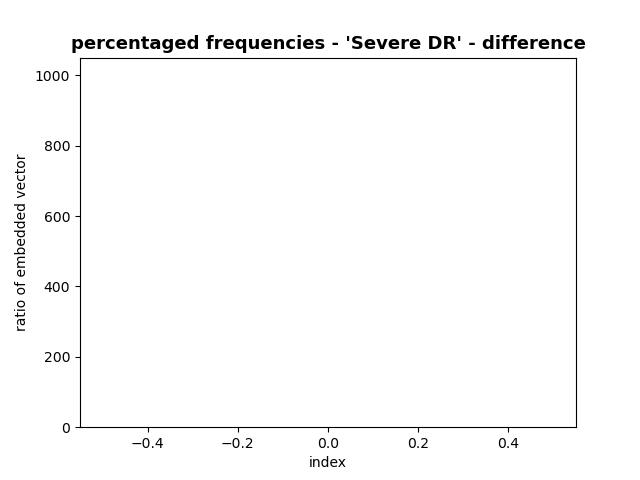 percentaged frequencies - 'Severe DR' - difference
1000
800
600
400
200
0
ratio of embedded vector
−0.4 −0.2 0.0 0.2 0.4
index